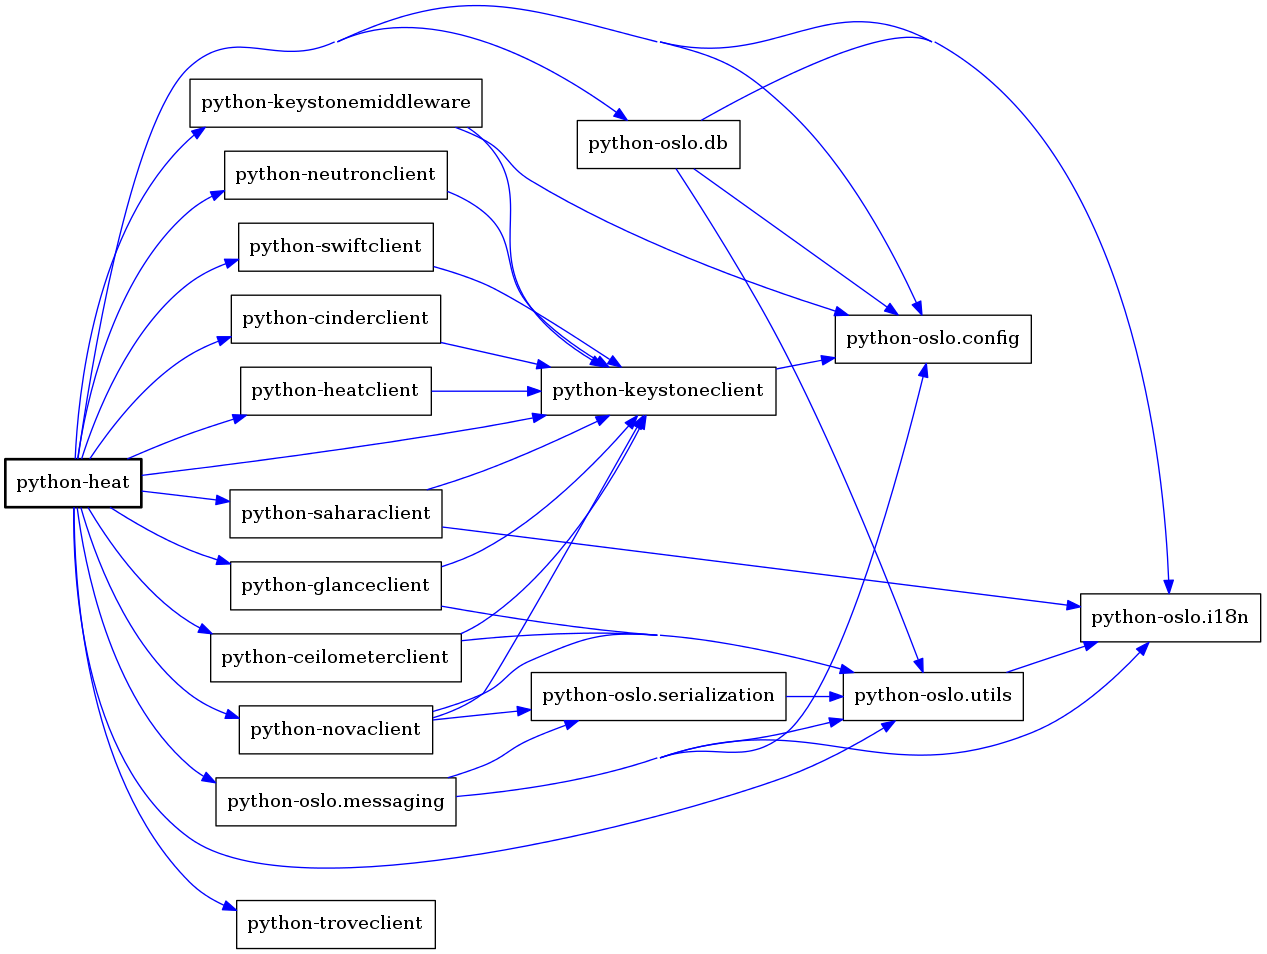 python-keystonemiddleware
python-oslo.db
python-neutronclient
python-swiftclient
python-cinderclient
python-oslo.config
python-heatclient
python-keystoneclient
python-heat
python-saharaclient
python-glanceclient
python-oslo.i18n
python-ceilometerclient
python-oslo.serialization
python-oslo.utils
python-novaclient
python-oslo.messaging
python-troveclient